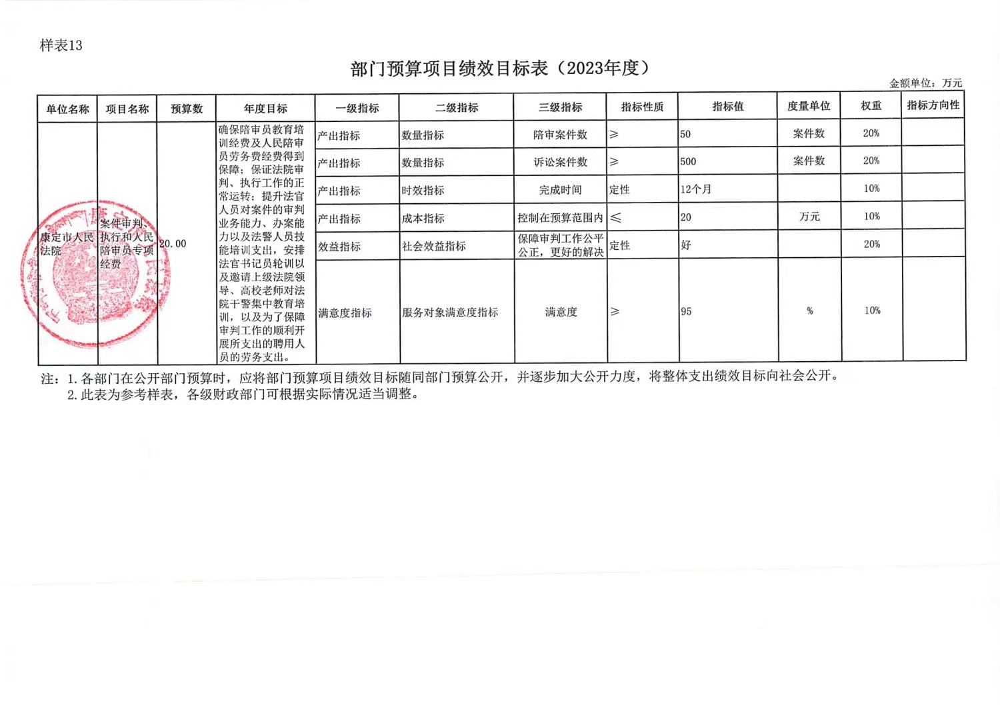 样表13
部门预算项目绩效目标表（2023年度）
金额单位：万元
单位名称 项目名称 预算数 年度目标 一级指标 二级指标 三级指标 指标性质 指标值 度量单位 权重 指标方向性
康定市人民
法院
案件审判、
执行和人民
陪审员专项
经费
20.00
确保陪审员教育培
训经费及人民陪审
员劳务费经费得到
保障；保证法院审
判、执行工作的正
常运转；提升法官
人员对案件的审判
业务能力、办案能
力以及法警人员技
能培训支出，安排
法官书记员轮训以
及邀请上级法院领
导、高校老师对法
院干警集中教育培
训，以及为了保障
审判工作的顺利开
展所支出的聘用人
员的劳务支出。
产出指标 数量指标 陪审案件数 ≥ 50 案件数 20%
产出指标 数量指标 诉讼案件数 ≥ 500 案件数 20%
产出指标 时效指标 完成时间 定性 12个月 10%
产出指标 成本指标 控制在预算范围内 ≤ 20 万元 10%
效益指标 社会效益指标 保障审判工作公平
公正，更好的解决 定性 好 20%
满意度指标 服务对象满意度指标 满意度 ≥ 95 % 10%
注：1.各部门在公开部门预算时，应将部门预算项目绩效目标随同部门预算公开，并逐步加大公开力度，将整体支出绩效目标向社会公开。
2.此表为参考样表，各级财政部门可根据实际情况适当调整。